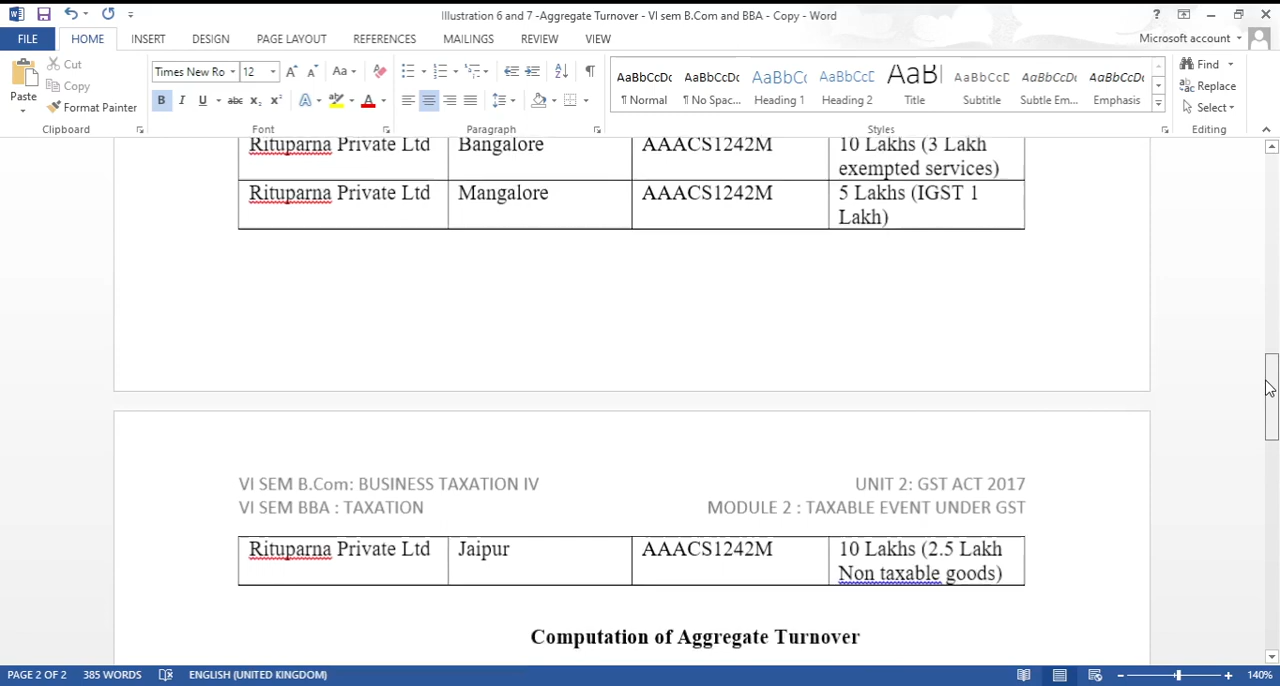 Illustration 6 and 7 -Aggregate Turnover - VI sem B.Com and BBA - Copy - Word
FILE HOME INSERT DESIGN PAGE LAYOUT REFERENCES MAILINGS REVIEW VIEW Microsoft account
Cut
Copy
Format Painter
Paste
Clipboard
Times New Ro 12
Font
Paragraph
AaBbCcDc AaBbCcDc AaBbCc AaBbCcE AaB AaBbCcD AaBbCcDc AaBbCcDc
¶ Normal ¶ No Spac... Heading 1 Heading 2 Title Subtitle Subtle Em... Emphasis
Styles
Find
Replace
Select
Editing
Rituparna Private Ltd Bangalore AAACS1242M 10 Lakhs (3 Lakh
exempted services)
Rituparna Private Ltd Mangalore AAACS1242M 5 Lakhs (IGST 1
Lakh)
VI SEM B.Com: BUSINESS TAXATION IV UNIT 2: GST ACT 2017
VI SEM BBA : TAXATION MODULE 2 : TAXABLE EVENT UNDER GST
Rituparna Private Ltd Jaipur AAACS1242M 10 Lakhs (2.5 Lakh
Non taxable goods)
Computation of Aggregate Turnover
PAGE 2 OF 2 385 WORDS ENGLISH (UNITED KINGDOM) 140%